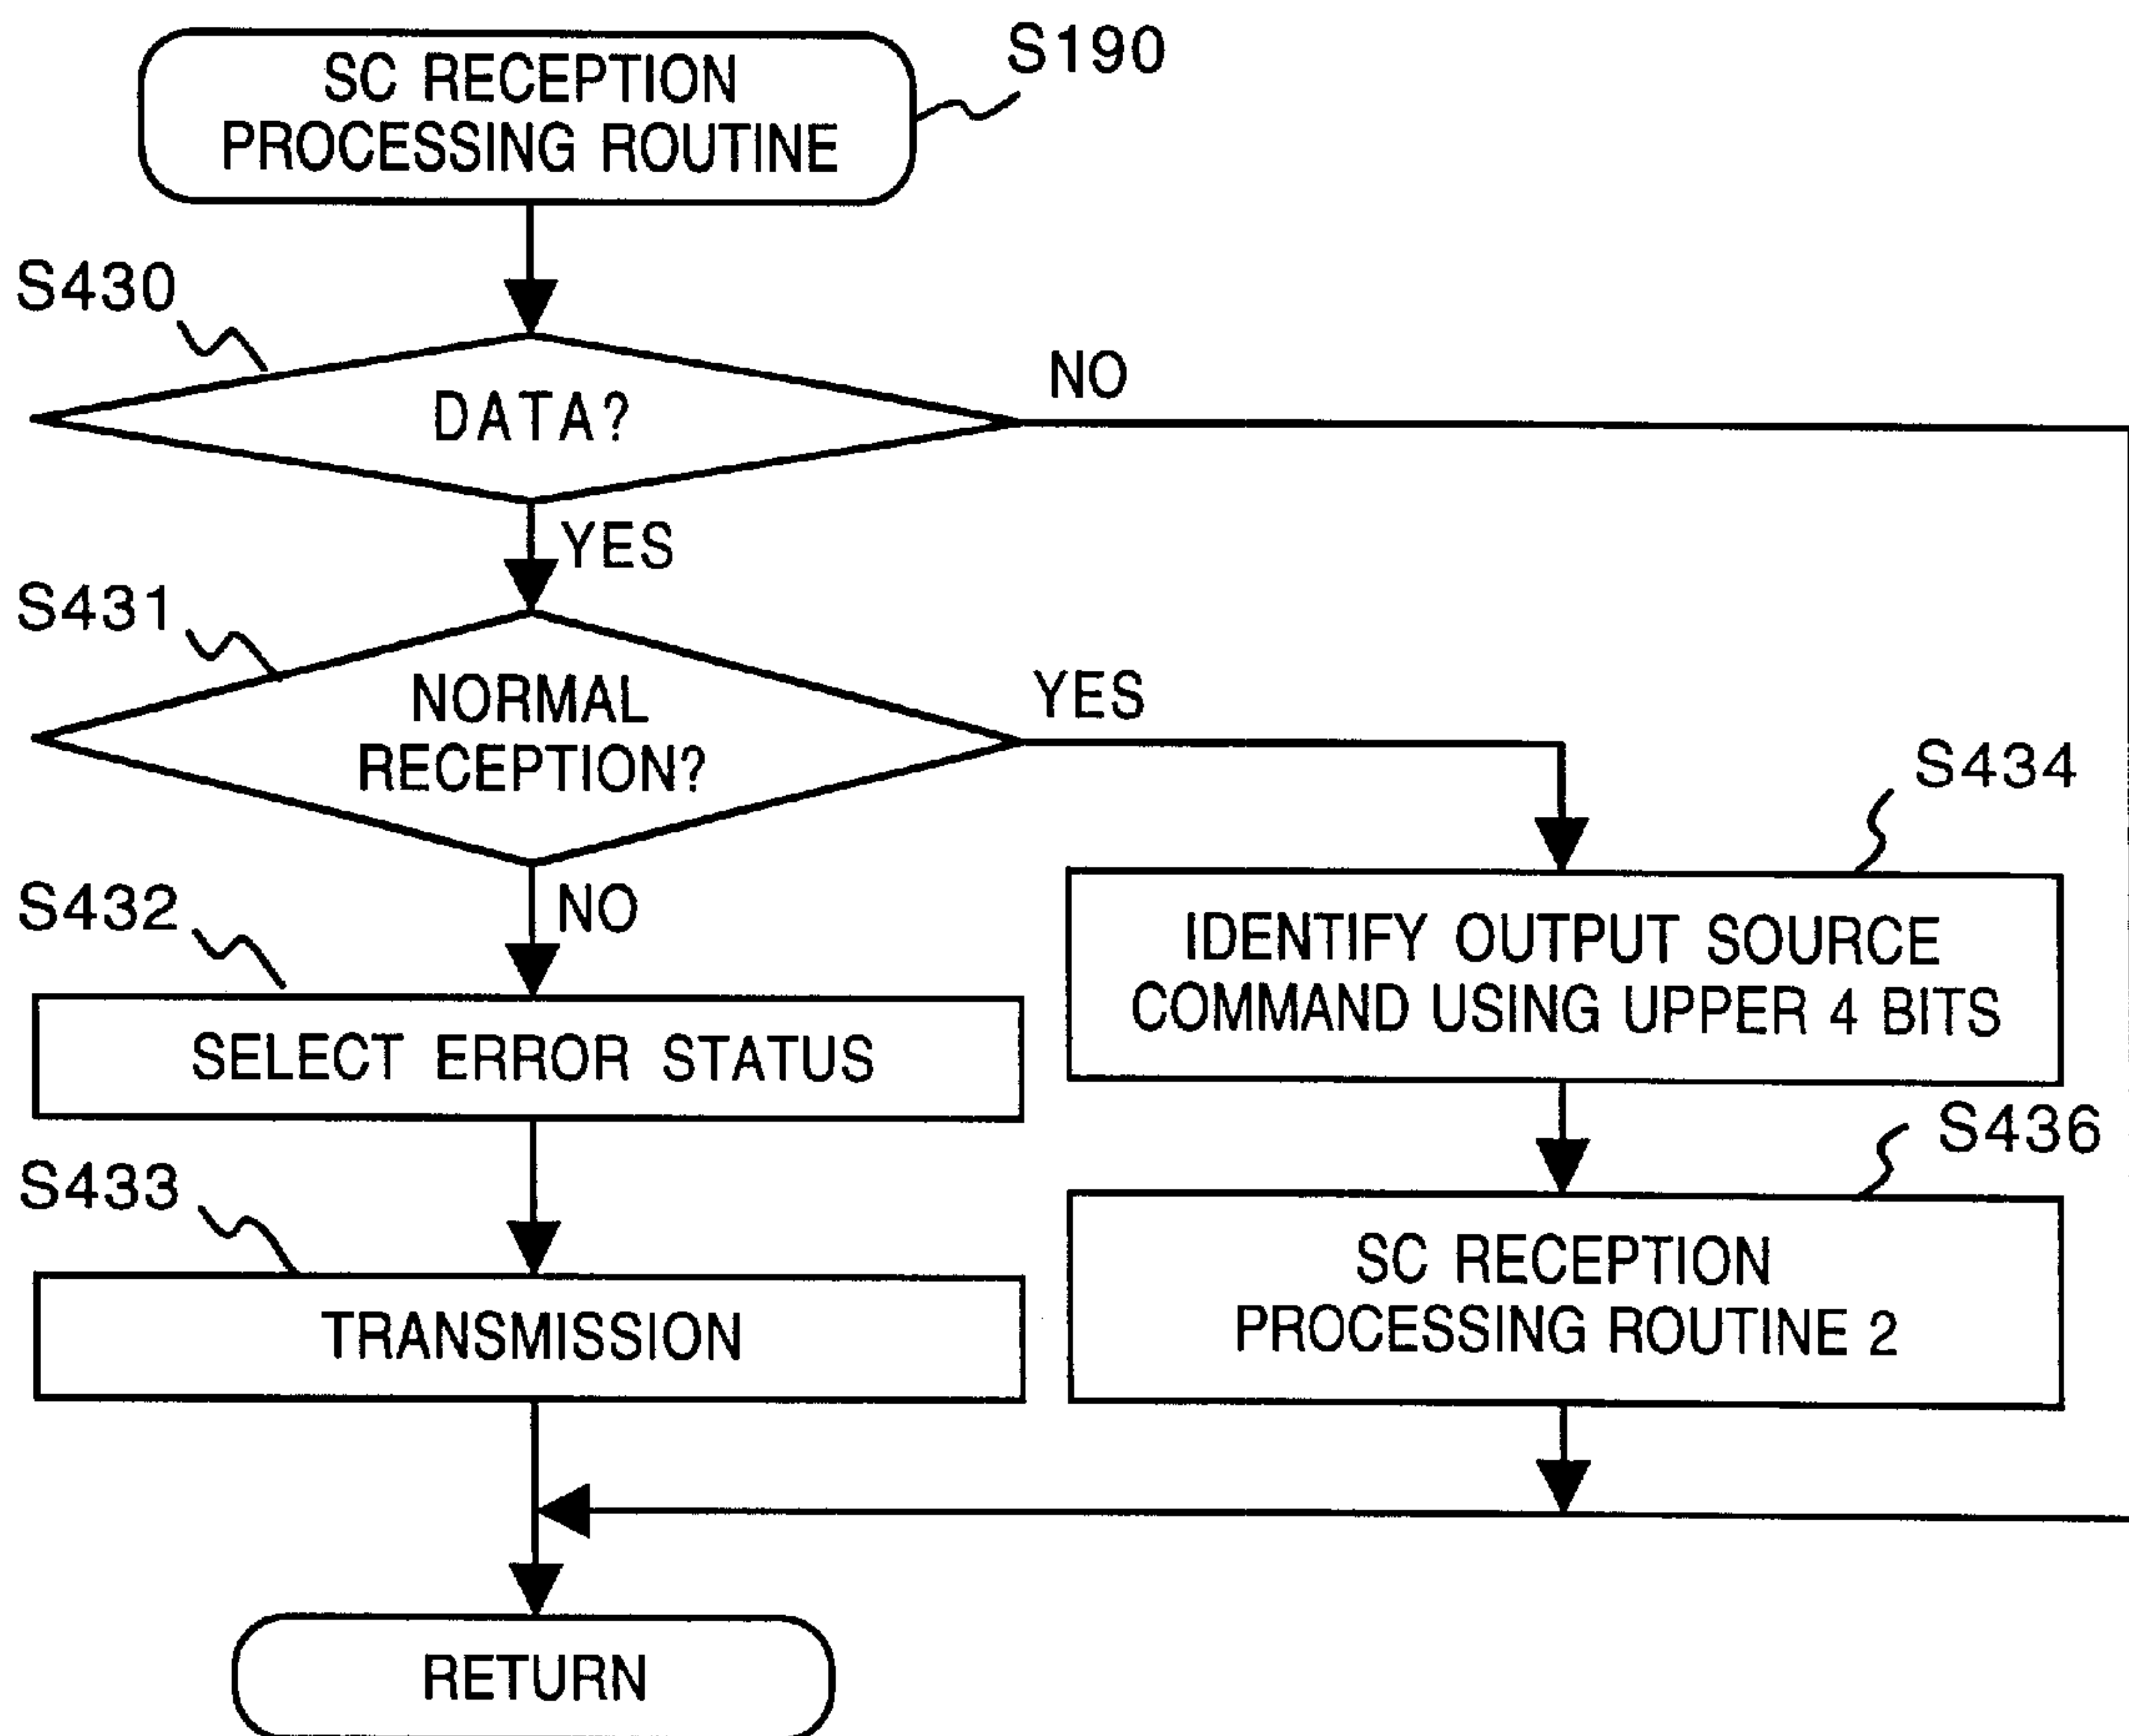 SC RECEPTION
PROCESSING ROUTINE
S190
S430
DATA?
NO
YES
S431
NORMAL
RECEPTION?
YES
NO
S432
SELECT ERROR STATUS
S433
TRANSMISSION
S434
IDENTIFY OUTPUT SOURCE
COMMAND USING UPPER 4 BITS
S436
SC RECEPTION
PROCESSING ROUTINE 2
RETURN